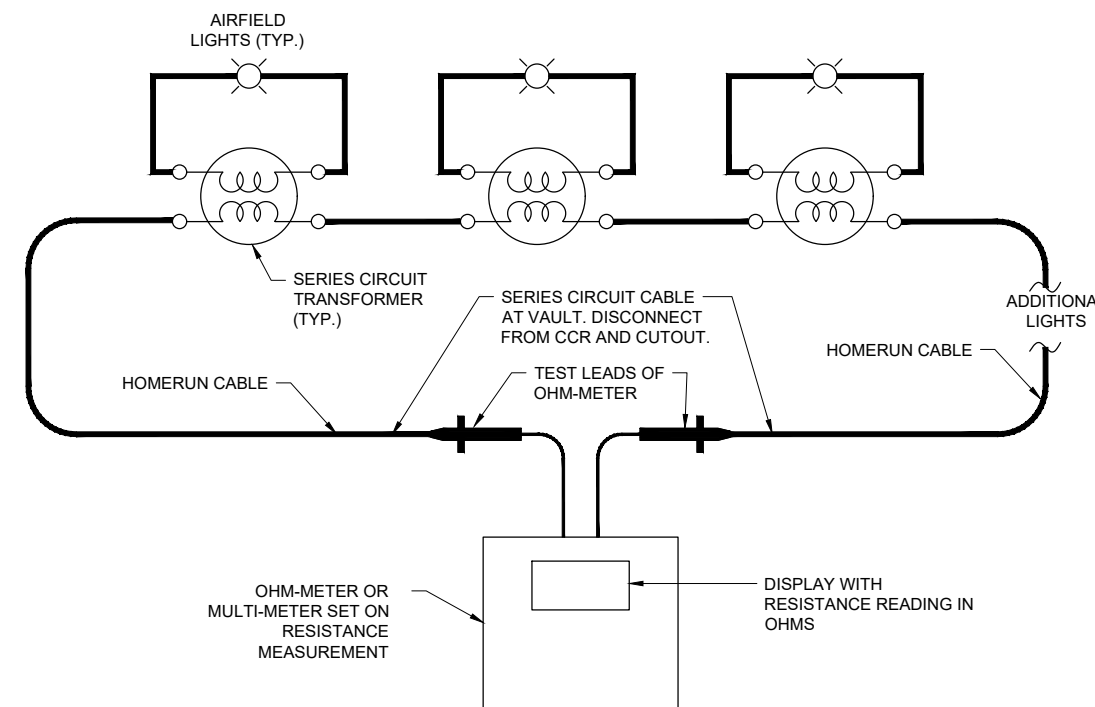 AIRFIELD
LIGHTS (TYP.)
SERIES CIRCUIT
TRANSFORMER
(TYP.)
SERIES CIRCUIT CABLE
AT VAULT. DISCONNECT
FROM CCR AND CUTOUT.
ADDITIONA
LIGHTS
HOMERUN CABLE
HOMERUN CABLE
TEST LEADS OF
OHM-METER
OHM-METER OR
MULTI-METER SET ON
RESISTANCE
MEASUREMENT
DISPLAY WITH
RESISTANCE READING IN
OHMS